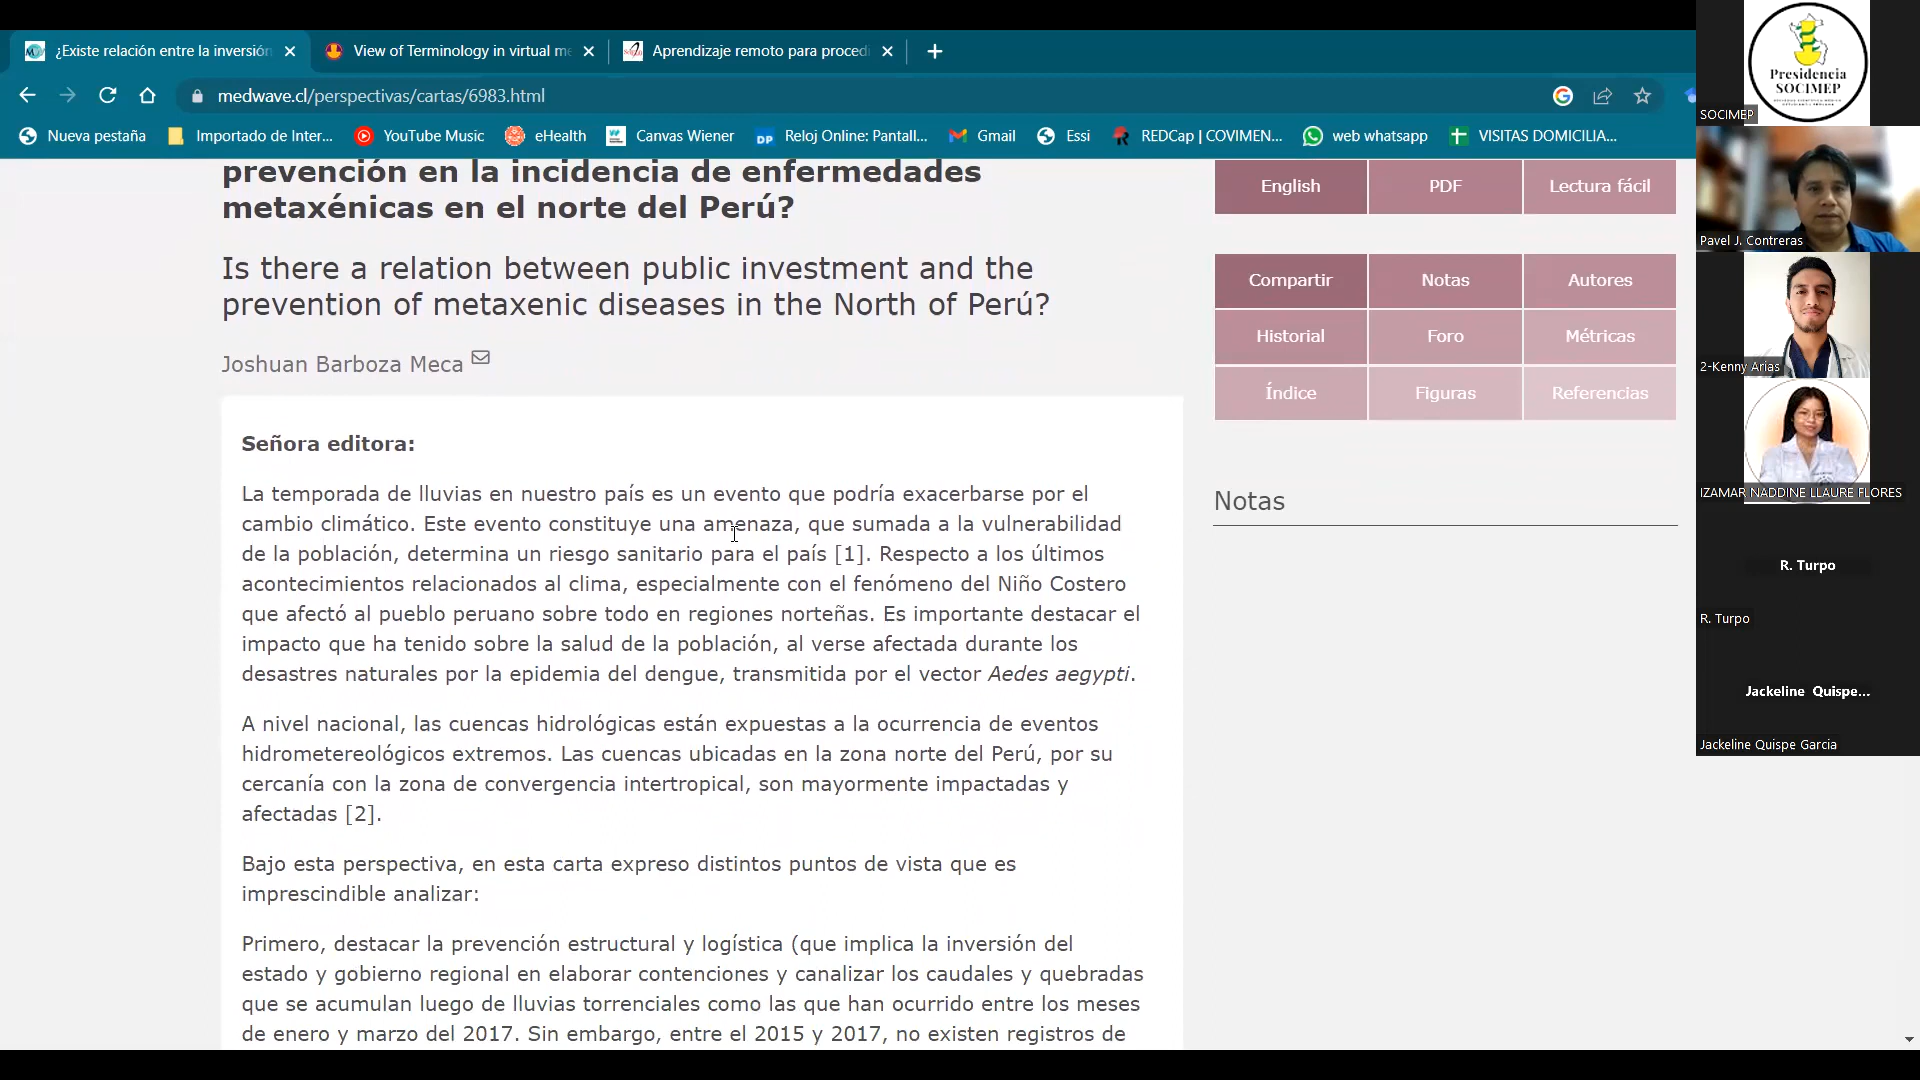 ¿Existe relación entre la inversión
View of Terminology in virtual me
Aprendizaje remoto para procedi
medwave.cl/perspectivas/cartas/6983.html
Nueva pestaña
Importado de Inter...
YouTube Music
eHealth
Canvas Wiener
Reloj Online: Pantall...
Gmail
Essi
REDCap | COVIMEN...
web whatsapp
VISITAS DOMICILIA...
prevención en la incidencia de enfermedades
metaxénicas en el norte del Perú?
Is there a relation between public investment and the
prevention of metaxenic diseases in the North of Perú?
Joshuan Barboza Meca
Señora editora:
La temporada de lluvias en nuestro país es un evento que podría exacerbarse por el
cambio climático. Este evento constituye una amenaza, que sumada a la vulnerabilidad
de la población, determina un riesgo sanitario para el país [1]. Respecto a los últimos
acontecimientos relacionados al clima, especialmente con el fenómeno del Niño Costero
que afectó al pueblo peruano sobre todo en regiones norteñas. Es importante destacar el
impacto que ha tenido sobre la salud de la población, al verse afectada durante los
desastres naturales por la epidemia del dengue, transmitida por el vector Aedes aegypti.
A nivel nacional, las cuencas hidrológicas están expuestas a la ocurrencia de eventos
hidrometereológicos extremos. Las cuencas ubicadas en la zona norte del Perú, por su
cercanía con la zona de convergencia intertropical, son mayormente impactadas y
afectadas [2].
Bajo esta perspectiva, en esta carta expreso distintos puntos de vista que es
imprescindible analizar:
Primero, destacar la prevención estructural y logística (que implica la inversión del
estado y gobierno regional en elaborar contenciones y canalizar los caudales y quebradas
que se acumulan luego de lluvias torrenciales como las que han ocurrido entre los meses
de enero y marzo del 2017. Sin embargo, entre el 2015 y 2017, no existen registros de
English
PDF
Lectura fácil
Compartir
Notas
Autores
Historial
Foro
Métricas
Índice
Figuras
Referencias
Notas
Presidencia
SOCIMEP
SOCIMEP
Pavel J. Contreras
2-Kenny Arias
IZAMAR NADDINE LLAURE FLORES
R. Turpo
R. Turpo
Jackeline Quispe...
Jackeline Quispe Garcia